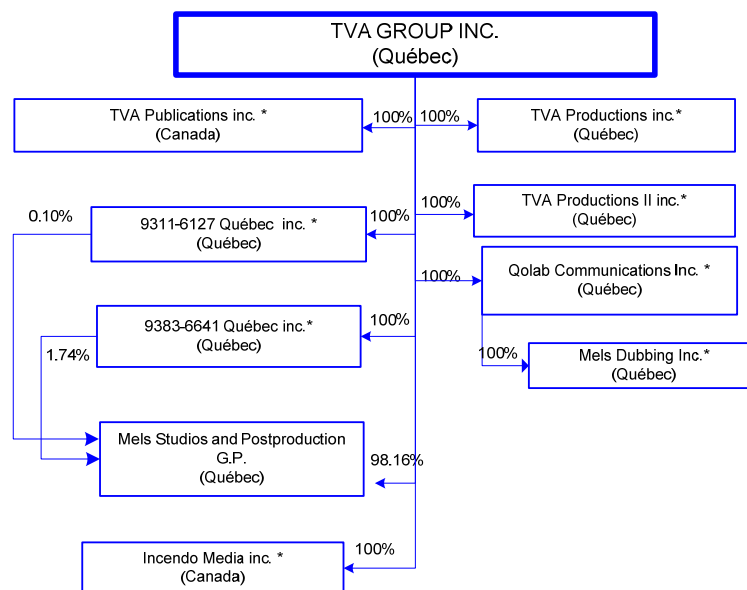 TVA GROUP INC.
(Québec)
TVA Publications inc. *
(Canada)
100%
100%
TVA Productions inc.*
(Québec)
0.10%
9311-6127 Québec inc. *
(Québec)
100%
100%
TVA Productions II inc.*
(Québec)
100%
Qolab Communications Inc. *
(Québec)
1.74%
9383-6641 Québec inc.*
(Québec)
100%
100%
Mels Dubbing Inc.*
(Québec)
Mels Studios and Postproduction
G.P.
(Québec)
98.16%
Incendo Media inc. *
(Canada)
100%